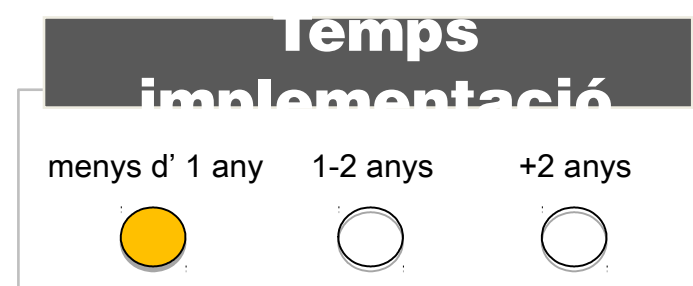 Temps
implementació
menys d’ 1 any 1-2 anys +2 anys